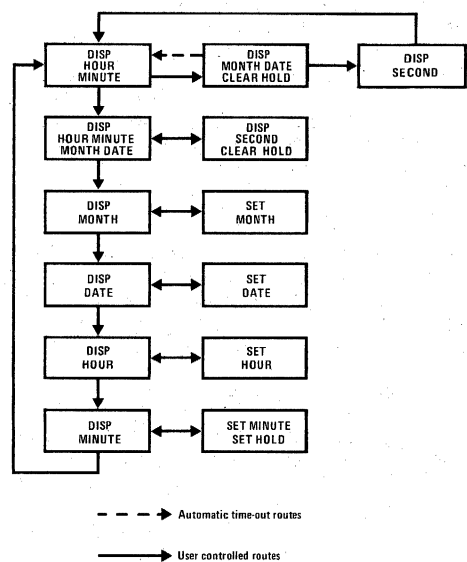 DISP
HOUR
MINUTE
DISP
MONTH DATE
CLEAR HOLD
DISP
SECOND
DISP
HOUR MINUTE
MONTH DATE
DISP
SECOND
CLEAR HOLD
DISP
MONTH
SET
MONTH
DISP
DATE
SET
DATE
DISP
HOUR
SET
HOUR
DISP
MINUTE
SET MINUTE
SET HOLD
Automatic time-out routes
User controlled routes